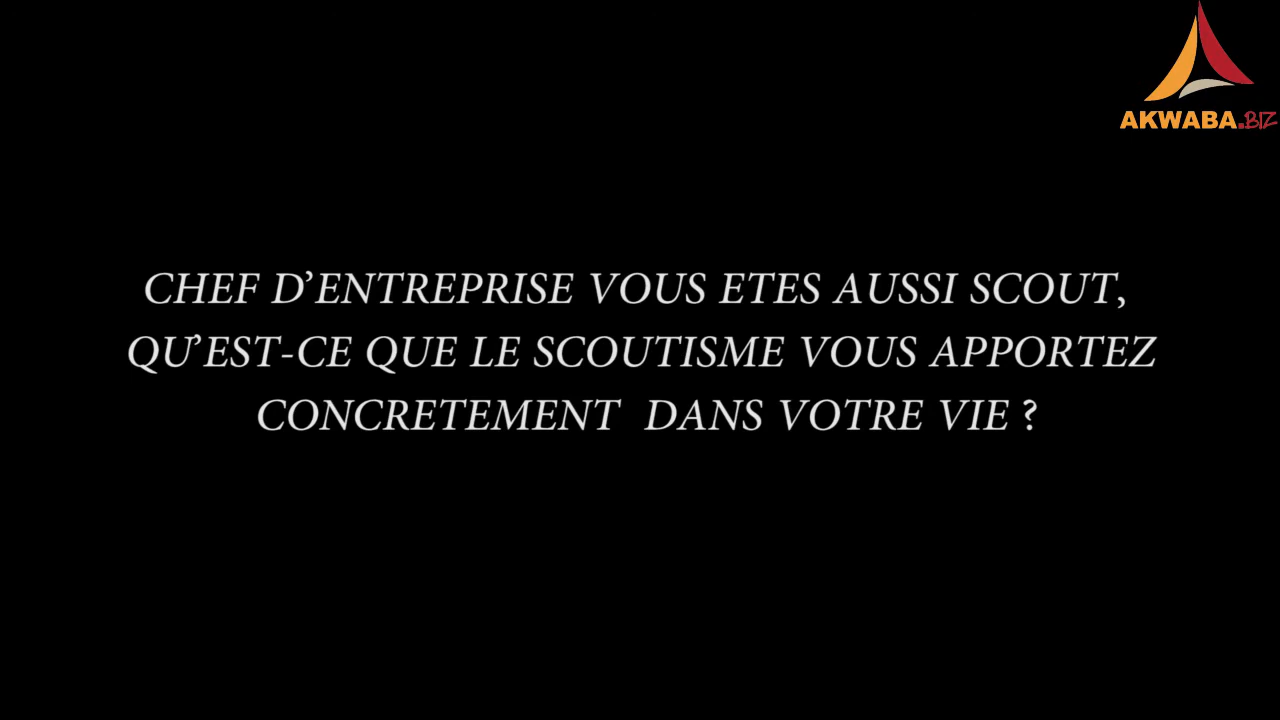 AKWABA.BIZ
CHEF D’ENTREPRISE VOUS ETES AUSSI SCOUT,
QU’EST-CE QUE LE SCOUTISME VOUS APPORTEZ
CONCRETEMENT  DANS VOTRE VIE ?